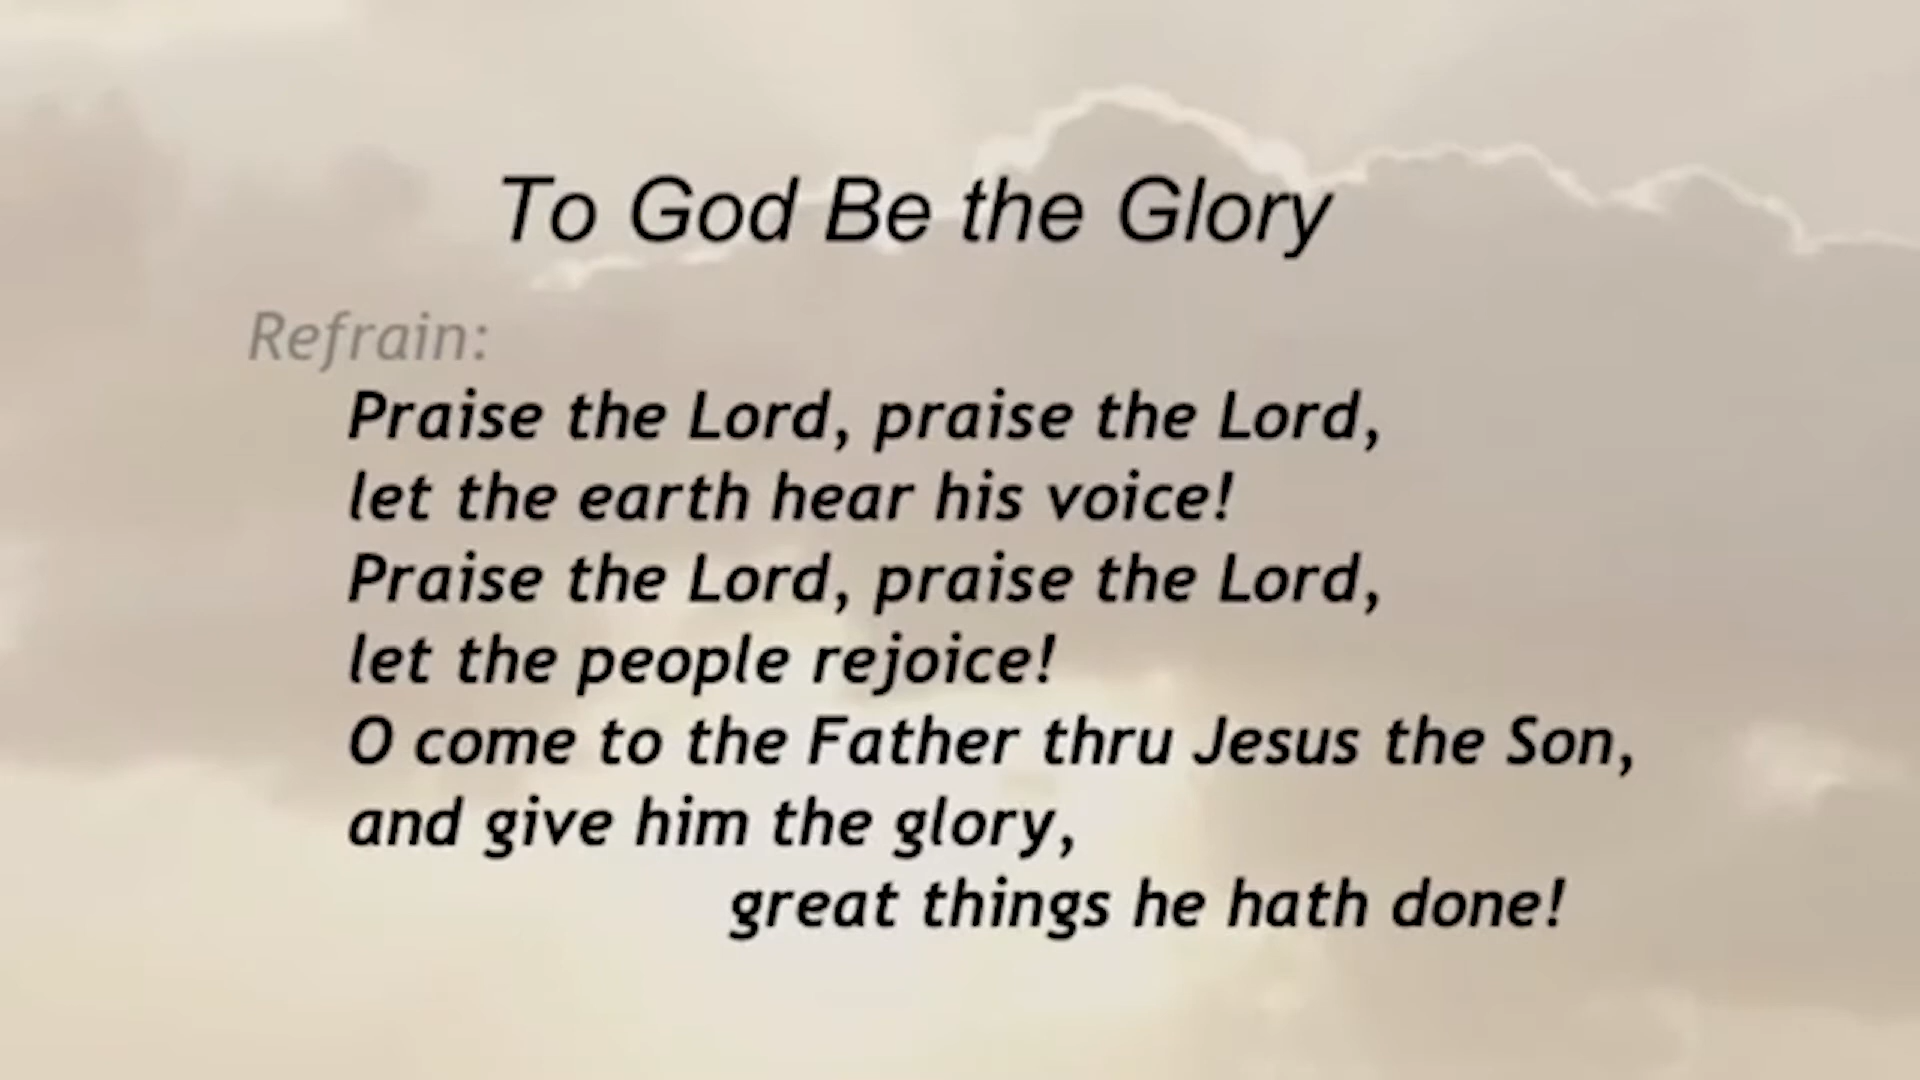 To God Be the Glory
Refrain:
Praise the Lord, praise the Lord,
let the earth hear his voice!
Praise the Lord, praise the Lord,
let the people rejoice!
O come to the Father thru Jesus the Son,
and give him the glory,
great things he hath done!